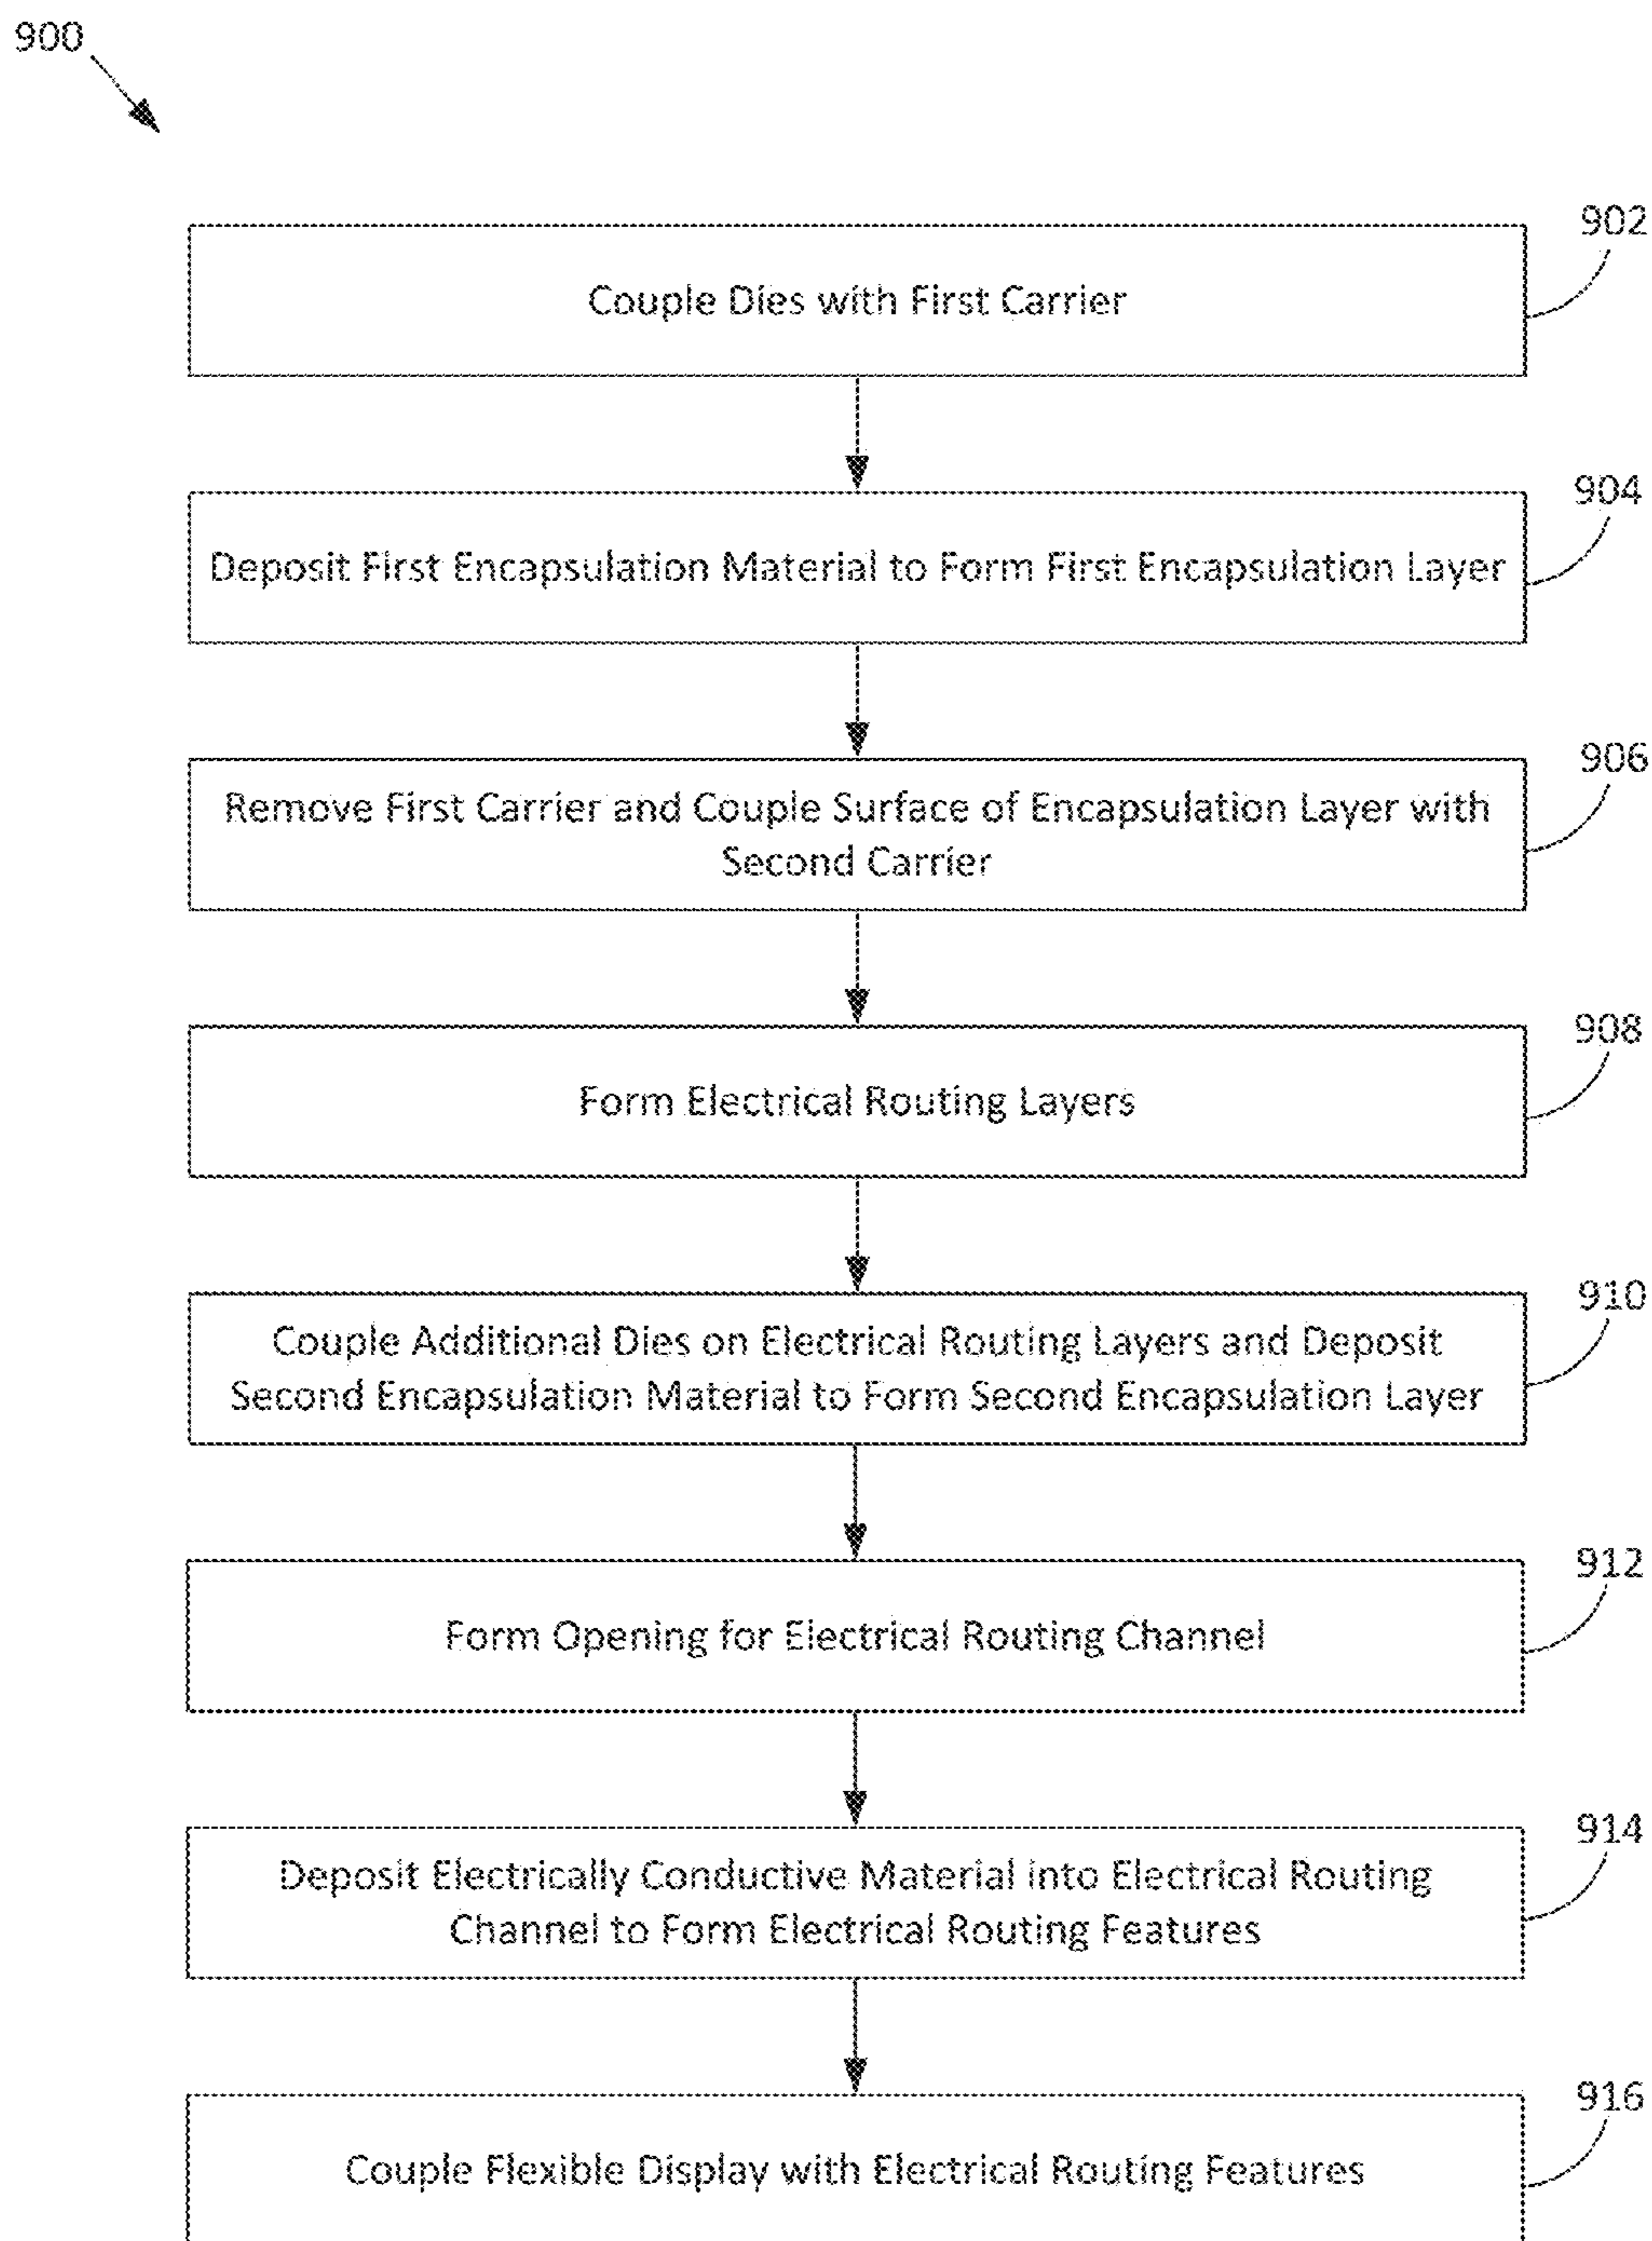 900
902
Couple Dies with First Carrier
904
Deposit First Encapsulation Material to Form First Encapsulation Layer
906
Remove First Carrier and Couple Surface of Encapsulation Layer with
Second Carrier
908
Form Electrical Routing Layers
910
Couple Additional Dies on Electrical Routing Layers and Deposit
Second Encapsulation Material to Form Second Encapsulation Layer
912
Form Opening for Electrical Routing Channel
914
Deposit Electrically Conductive Material into Electrical Routing
Channel to Form Electrical Routing Features
916
Couple Flexible Display with Electrical Routing Features